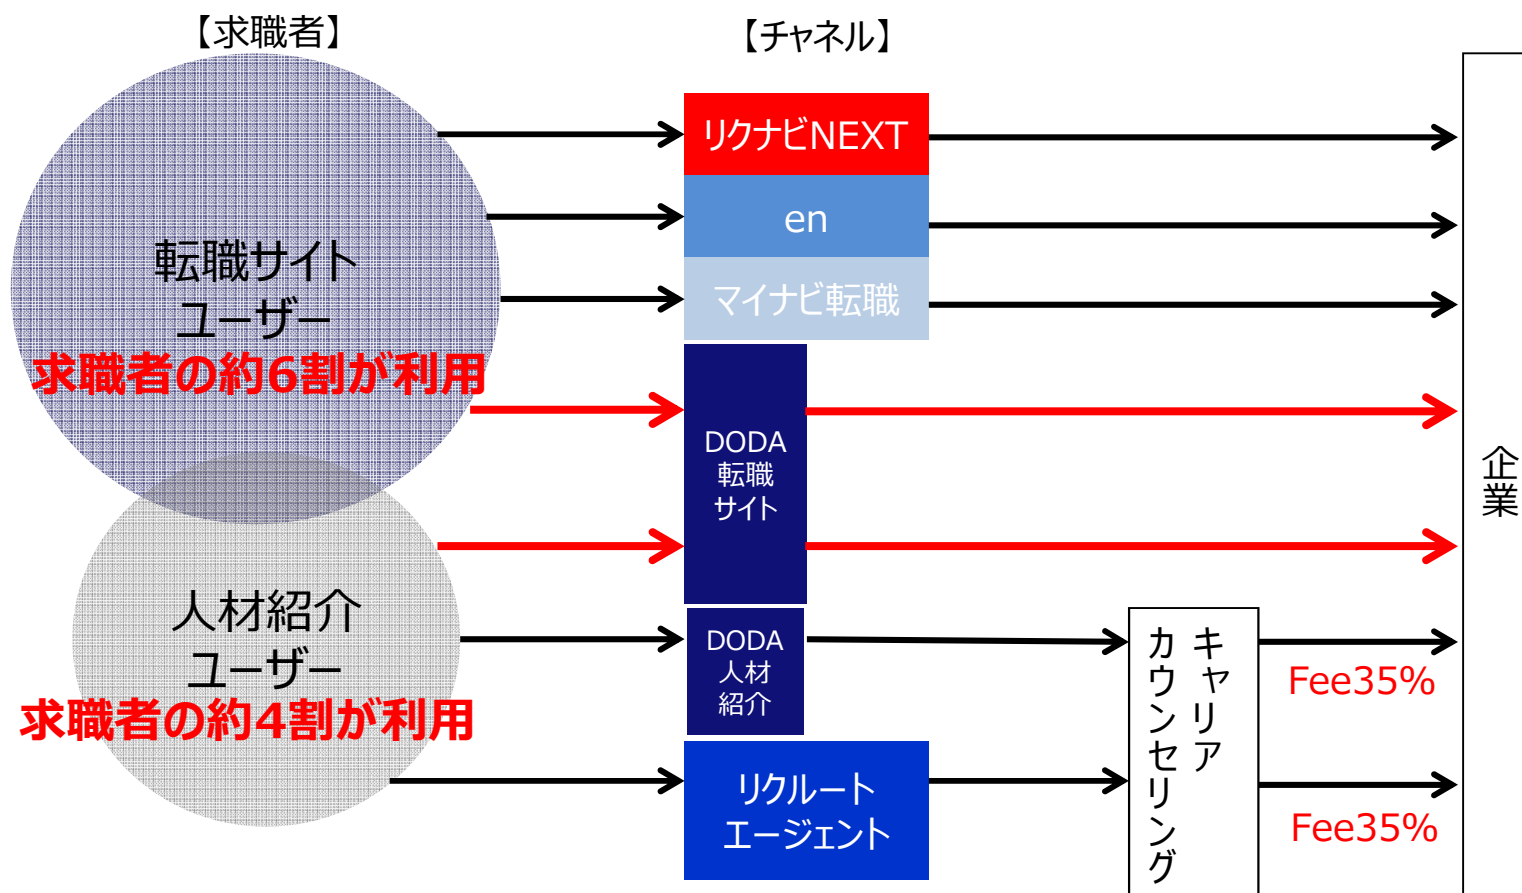 【求職者】
【チャネル】
転職サイト
ユーザー
求職者の約6割が利用
人材紹介
ユーザー
求職者の約4割が利用
リクナビNEXT
en
マイナビ転職
DODA
転職
サイト
DODA
人材
紹介
リクルート
エージェント
キャリア
カウンセリング
Fee35%
Fee35%
企業